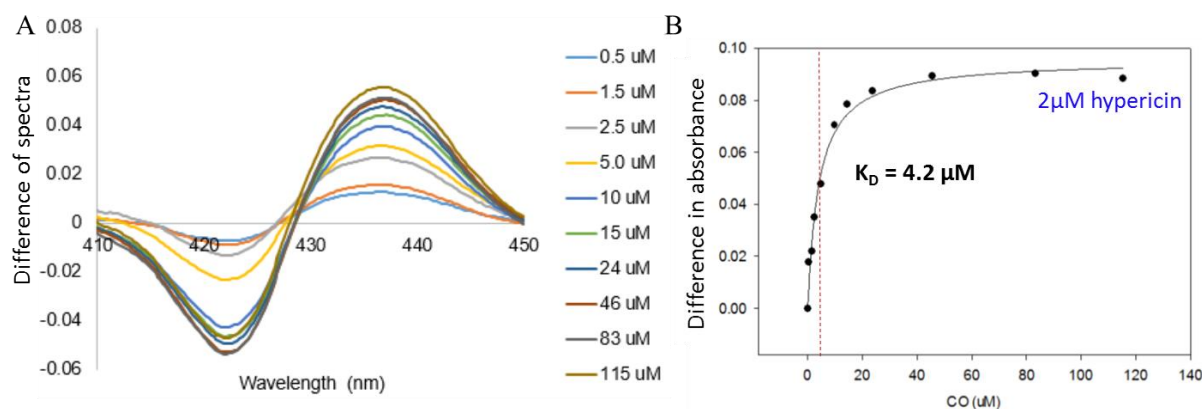 A
Difference of spectra
0.08
0.06
0.04
0.02
0
-0.02
-0.04
-0.06
410
420
430
440
450
Wavelength (nm)
0.5 uM
1.5 uM
2.5 uM
5.0 uM
10 uM
15 uM
24 uM
46 uM
83 uM
115 uM
B
Difference in absorbance
0.10
0.08
0.06
0.04
0.02
0.00
2µM hypericin
K_D = 4.2 µM
0
20
40
60
80
100
120
140
CO (uM)